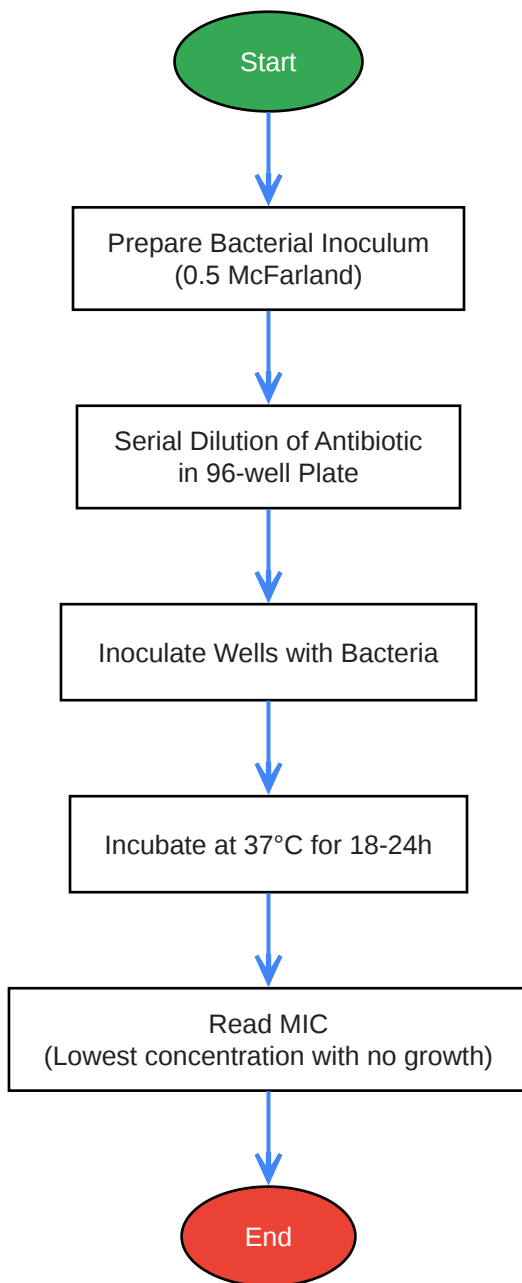 Start
Prepare Bacterial Inoculum
(0.5 McFarland)
Serial Dilution of Antibiotic
in 96-well Plate
Inoculate Wells with Bacteria
Incubate at 37°C for 18-24h
Read MIC
(Lowest concentration with no growth)
End